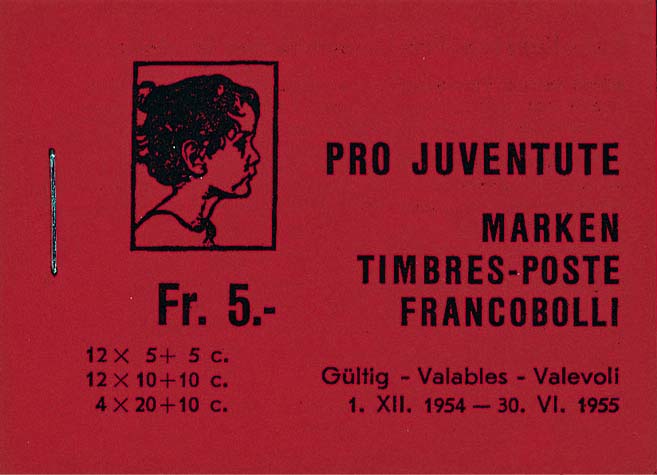 PRO JUVENTUTE
MARKEN
TIMBRES-POSTE
FRANCOBOLLI
Fr. 5.-
12 × 5 + 5 c.
12 × 10 + 10 c.
4 × 20 + 10 c.
Gültig - Valables - Valevoli
1. XII. 1954 — 30. VI. 1955